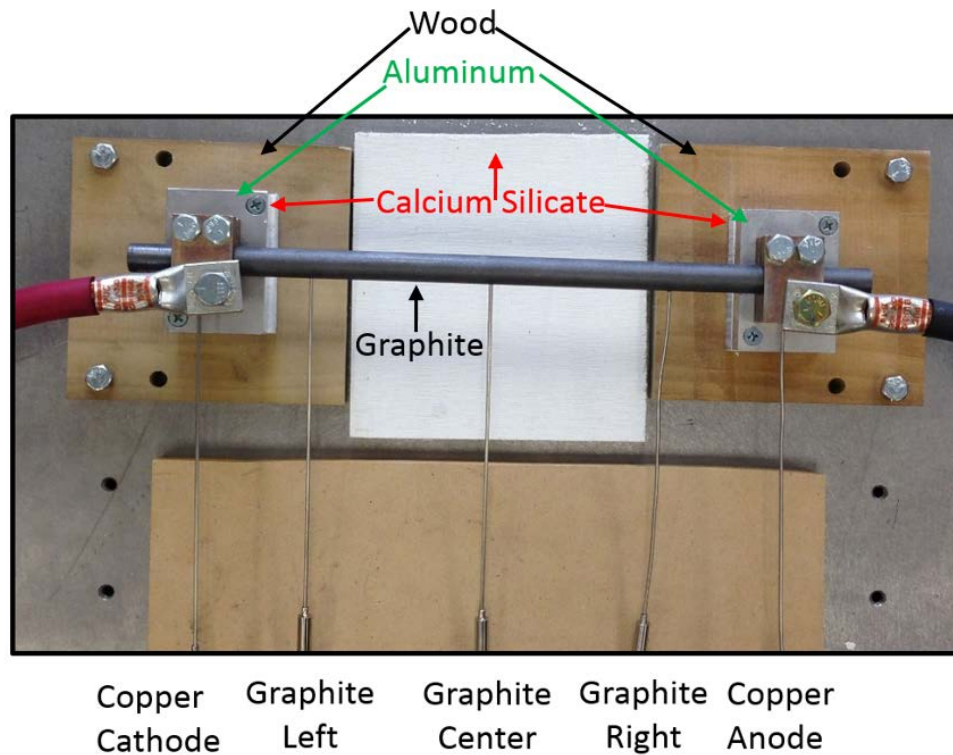 Wood
Aluminum
Calcium Silicate
Graphite
Copper Cathode
Graphite Left
Graphite Center
Graphite Right
Copper Anode